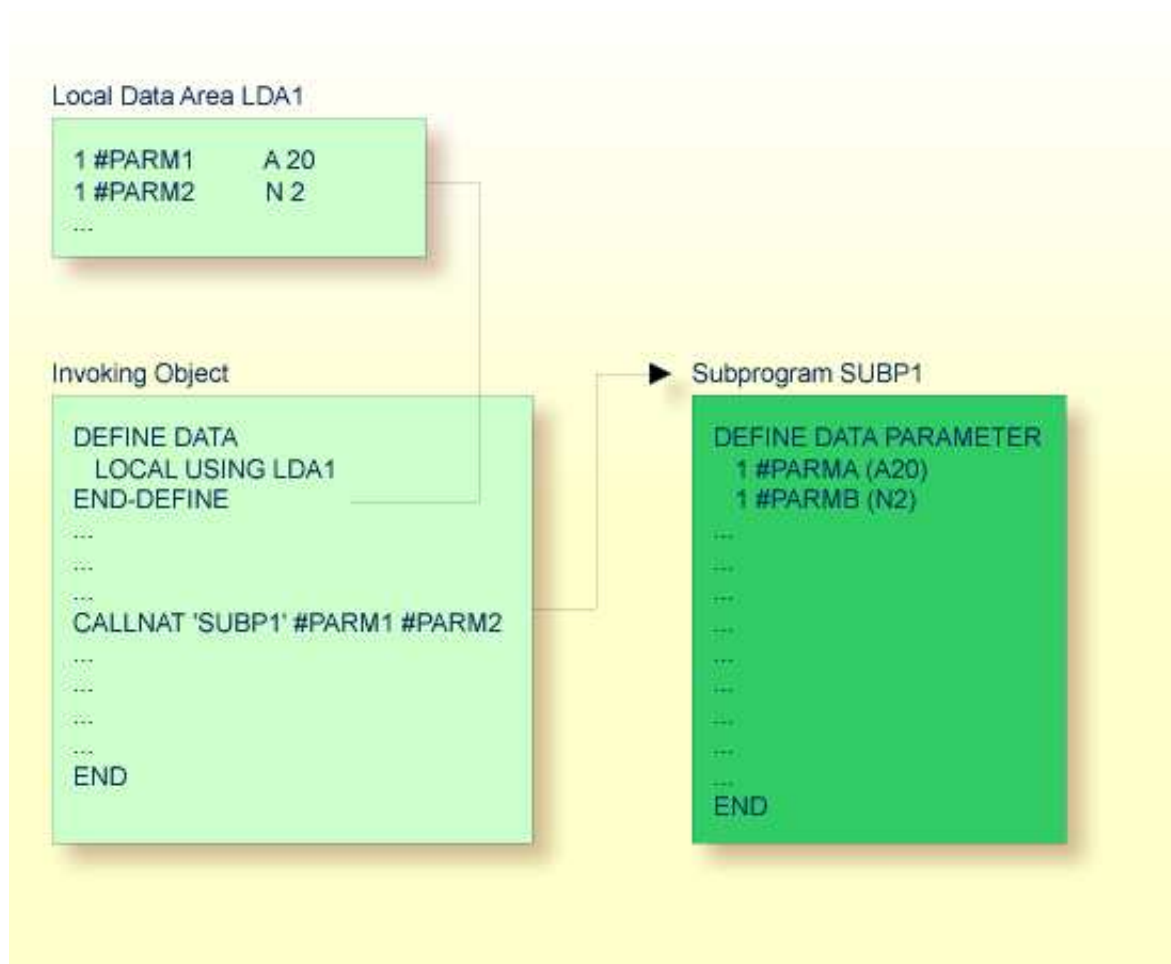 Local Data Area LDA1
1 #PARM1 A 20
1 #PARM2 N 2
...
Invoking Object
DEFINE DATA
LOCAL USING LDA1
END-DEFINE
...
...
...
CALLNAT 'SUBP1' #PARM1 #PARM2
...
...
...
...
END
Subprogram SUBP1
DEFINE DATA PARAMETER
1 #PARMA (A20)
1 #PARMB (N2)
...
...
...
...
...
...
...
...
...
END